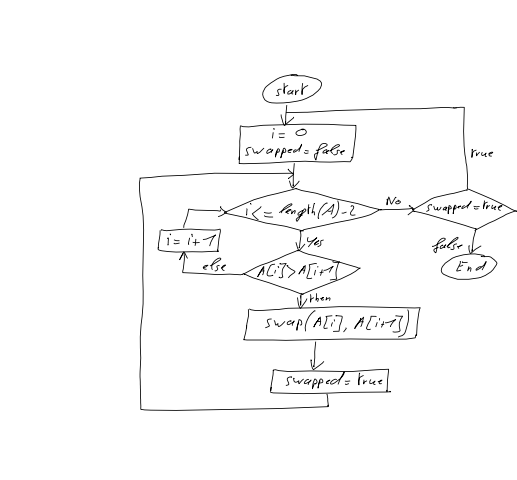 start
i = 0
swapped = false
true
i <= length(A)-2
No
swapped = true
Yes
false
i = i+1
else
A[i] > A[i+1]
End
then
swap(A[i], A[i+1])
swapped = true